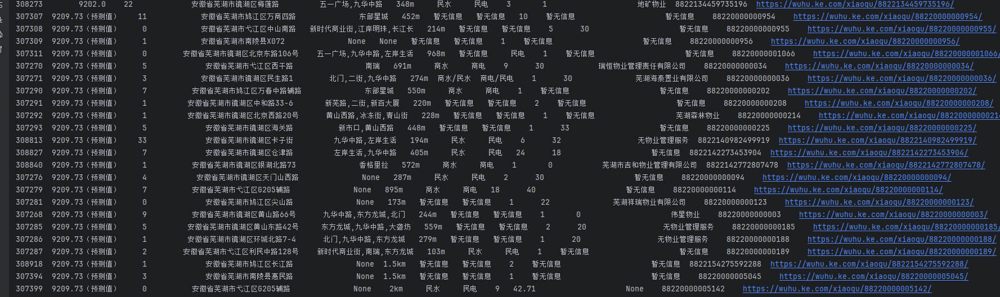 308273 9202.0 22 安徽省芜湖市镜湖区梅莲路 五一广场,九华中路 348m 民水 民电 3 1 地矿物业 8822134459735196 https://wuhu.ke.com/xiaoqu/8822134459735196/
307307 9209.73（预测值） 11 安徽省芜湖市鸠江区万商四路 东部星城 452m 暂无信息 暂无信息 10 暂无信息 暂无信息 88220000000954 https://wuhu.ke.com/xiaoqu/88220000000954/
307308 9209.73（预测值） 0 安徽省芜湖市弋江区中山南路 新时代商业街,江岸明珠,长江长 214m 暂无信息 暂无信息 5 30 暂无信息 88220000000955 https://wuhu.ke.com/xiaoqu/88220000000955/
307309 9209.73（预测值） 1 安徽省芜湖市南陵县X072 None None 暂无信息 暂无信息 1 暂无信息 暂无信息 88220000000956 https://wuhu.ke.com/xiaoqu/88220000000956/
307311 9209.73（预测值） 0 安徽省芜湖市镜湖区北京东路106号 五一广场,九华中路,左岸生活 968m 暂无信息 民电 1 暂无信息 暂无信息 88220000001066 https://wuhu.ke.com/xiaoqu/88220000001066/
307270 9209.73（预测值） 5 安徽省芜湖市弋江区西干路 南瑞 691m 商水 商电 9 30 瑞恒物业管理责任有限公司 88220000000034 https://wuhu.ke.com/xiaoqu/88220000000034/
307271 9209.73（预测值） 3 安徽省芜湖市镜湖区民生路1 北门,二街,九华中路 274m 商水/民水 商电/民电 1 30 芜湖海泰置业有限公司 88220000000036 https://wuhu.ke.com/xiaoqu/88220000000036/
307290 9209.73（预测值） 7 安徽省芜湖市鸠江区万春中路辅路 东部星城 550m 商水 商电 1 暂无信息 暂无信息 88220000000202 https://wuhu.ke.com/xiaoqu/88220000000202/
307291 9209.73（预测值） 1 安徽省芜湖市镜湖区中和路33-6 新芜路,二街,新百大厦 220m 暂无信息 暂无信息 2 暂无信息 暂无信息 88220000000208 https://wuhu.ke.com/xiaoqu/88220000000208/
307292 9209.73（预测值） 1 安徽省芜湖市镜湖区北京西路20号 黄山西路,冰冻街,青山街 228m 暂无信息 暂无信息 1 暂无信息 芜湖森林物业 88220000000214 https://wuhu.ke.com/xiaoqu/88220000000214
307293 9209.73（预测值） 5 安徽省芜湖市镜湖区海关路 新市口,黄山西路 448m 暂无信息 暂无信息 1 33 暂无信息 88220000000225 https://wuhu.ke.com/xiaoqu/88220000000225/
308813 9209.73（预测值） 33 安徽省芜湖市镜湖区卡子街 九华中路,左岸生活 194m 民水 民电 6 32 无物业管理服务 8822140982499919 https://wuhu.ke.com/xiaoqu/8822140982499919/
308827 9209.73（预测值） 7 安徽省芜湖市镜湖区仓津路 左岸生活,九华中路 405m 民水 民电 24 18 暂无信息 8822142273453904 https://wuhu.ke.com/xiaoqu/8822142273453904/
308840 9209.73（预测值） 1 安徽省芜湖市镜湖区银湖北路73 香格里拉 572m 商水 商电 1 0 芜湖市吉和物业管理有限公司 8822142772807478 https://wuhu.ke.com/xiaoqu/8822142772807478/
307276 9209.73（预测值） 4 安徽省芜湖市镜湖区天门山西路 None 287m 民水 民电 2 30 暂无信息 88220000000094 https://wuhu.ke.com/xiaoqu/88220000000094/
307279 9209.73（预测值） 7 安徽省芜湖市弋江区G205辅路 None 895m 商水 商电 18 40 暂无信息 88220000000114 https://wuhu.ke.com/xiaoqu/88220000000114/
307281 9209.73（预测值） 0 安徽省芜湖市鸠江区尖山路 None 173m 暂无信息 暂无信息 1 22 芜湖祥瑞物业有限公司 88220000000123 https://wuhu.ke.com/xiaoqu/88220000000123/
307268 9209.73（预测值） 9 安徽省芜湖市镜湖区黄山路66号 九华中路,东方龙城,北门 244m 暂无信息 暂无信息 1 0 伟星物业 88220000000003 https://wuhu.ke.com/xiaoqu/88220000000003/
307285 9209.73（预测值） 5 安徽省芜湖市镜湖区黄山东路42号 东方龙城,九华中路,大砻坊 559m 暂无信息 暂无信息 2 20 无物业管理服务 88220000000185 https://wuhu.ke.com/xiaoqu/88220000000185/
307286 9209.73（预测值） 1 安徽省芜湖市镜湖区环城北路7-4 北门,九华中路,东方龙城 279m 暂无信息 暂无信息 1 20 无物业管理服务 88220000000188 https://wuhu.ke.com/xiaoqu/88220000000188/
307287 9209.73（预测值） 2 安徽省芜湖市弋江区利民中路128号 新时代商业街,南瑞,东方龙城 103m 民水 民电 1 暂无信息 暂无信息 88220000000189 https://wuhu.ke.com/xiaoqu/88220000000189/
308918 9209.73（预测值） 1 安徽省芜湖市鸠江区长江路 None 1.5km 暂无信息 暂无信息 2 暂无信息 暂无信息 8822154275592288 https://wuhu.ke.com/xiaoqu/8822154275592288/
307394 9209.73（预测值） 3 安徽省芜湖市南陵县惠民路 None 1.5km 暂无信息 暂无信息 1 暂无信息 暂无信息 88220000005045 https://wuhu.ke.com/xiaoqu/88220000005045/
307399 9209.73（预测值） 0 安徽省芜湖市弋江区G205辅路 None 2km 民水 民电 9 42.71 None 88220000005142 https://wuhu.ke.com/xiaoqu/88220000005142/